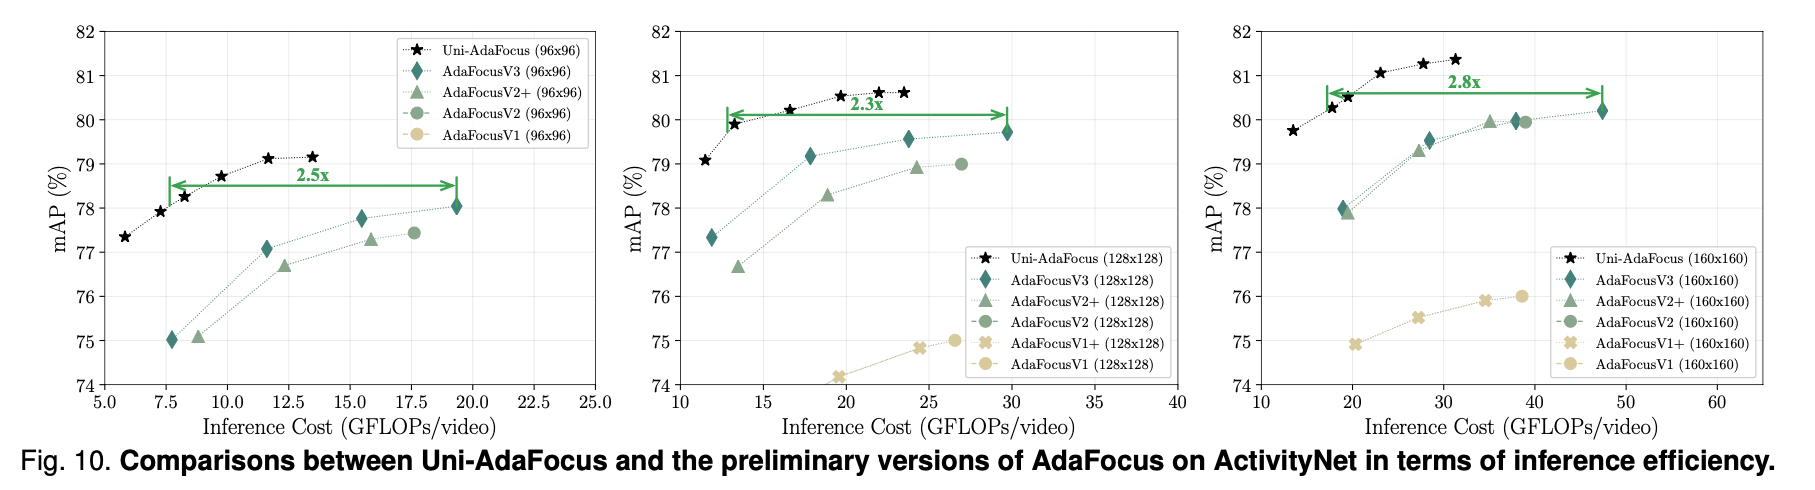 82
81
80
79
78
77
76
75
74
mAP (%)
5.0 7.5 10.0 12.5 15.0 17.5 20.0 22.5 25.0
Inference Cost (GFLOPs/video)
Uni-AdaFocus (96x96)
AdaFocusV3 (96x96)
AdaFocusV2+ (96x96)
AdaFocusV2 (96x96)
AdaFocusV1 (96x96)
2.5x
82
81
80
79
78
77
76
75
74
mAP (%)
10 15 20 25 30 35 40
Inference Cost (GFLOPs/video)
2.3x
Uni-AdaFocus (128x128)
AdaFocusV3 (128x128)
AdaFocusV2+ (128x128)
AdaFocusV2 (128x128)
AdaFocusV1+ (128x128)
AdaFocusV1 (128x128)
82
81
80
79
78
77
76
75
74
mAP (%)
10 20 30 40 50 60
Inference Cost (GFLOPs/video)
2.8x
Uni-AdaFocus (160x160)
AdaFocusV3 (160x160)
AdaFocusV2+ (160x160)
AdaFocusV2 (160x160)
AdaFocusV1+ (160x160)
AdaFocusV1 (160x160)
Fig. 10. Comparisons between Uni-AdaFocus and the preliminary versions of AdaFocus on ActivityNet in terms of inference efficiency.